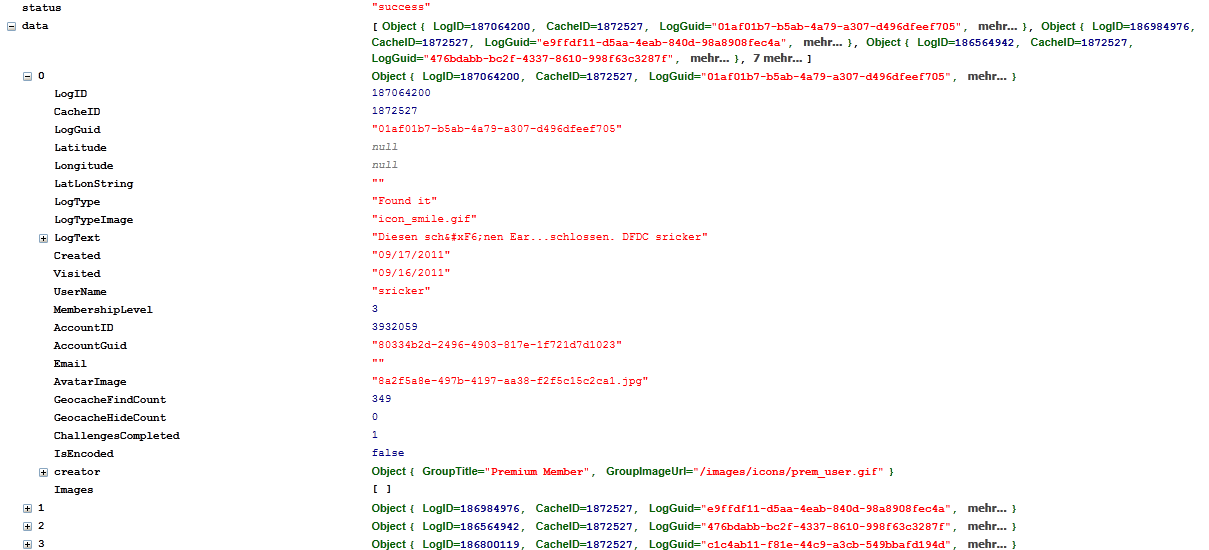 status "success"
data [ Object { LogID=187064200, CacheID=1872527, LogGuid="01af01b7-b5ab-4a79-a307-d496dfeef705", mehr... }, Object { LogID=186984976,
CacheID=1872527, LogGuid="e9ffdf11-d5aa-4eab-840d-98a8908fec4a", mehr... }, Object { LogID=186564942, CacheID=1872527,
LogGuid="476bdabb-bc2f-4337-8610-998f63c3287f", mehr... }, 7 mehr... ]
0 Object { LogID=187064200, CacheID=1872527, LogGuid="01af01b7-b5ab-4a79-a307-d496dfeef705", mehr... }
LogID 187064200
CacheID 1872527
LogGuid "01af01b7-b5ab-4a79-a307-d496dfeef705"
Latitude null
Longitude null
LatLonString ""
LogType "Found it"
LogTypeImage "icon_smile.gif"
LogText "Diesen sch&#xF6;nen Ear...schlossen. DFDC sricker"
Created "09/17/2011"
Visited "09/16/2011"
UserName "sricker"
MembershipLevel 3
AccountID 3932059
AccountGuid "80334b2d-2496-4903-817e-1f721d7d1023"
Email ""
AvatarImage "8a2f5a8e-497b-4197-aa38-f2f5c15c2ca1.jpg"
GeocacheFindCount 349
GeocacheHideCount 0
ChallengesCompleted 1
IsEncoded false
creator Object { GroupTitle="Premium Member", GroupImageUrl="/images/icons/prem_user.gif" }
Images [ ]
1 Object { LogID=186984976, CacheID=1872527, LogGuid="e9ffdf11-d5aa-4eab-840d-98a8908fec4a", mehr... }
2 Object { LogID=186564942, CacheID=1872527, LogGuid="476bdabb-bc2f-4337-8610-998f63c3287f", mehr... }
3 Object { LogID=186800119, CacheID=1872527, LogGuid="c1c4ab11-f81e-44c9-a3cb-549bbafd194d", mehr... }